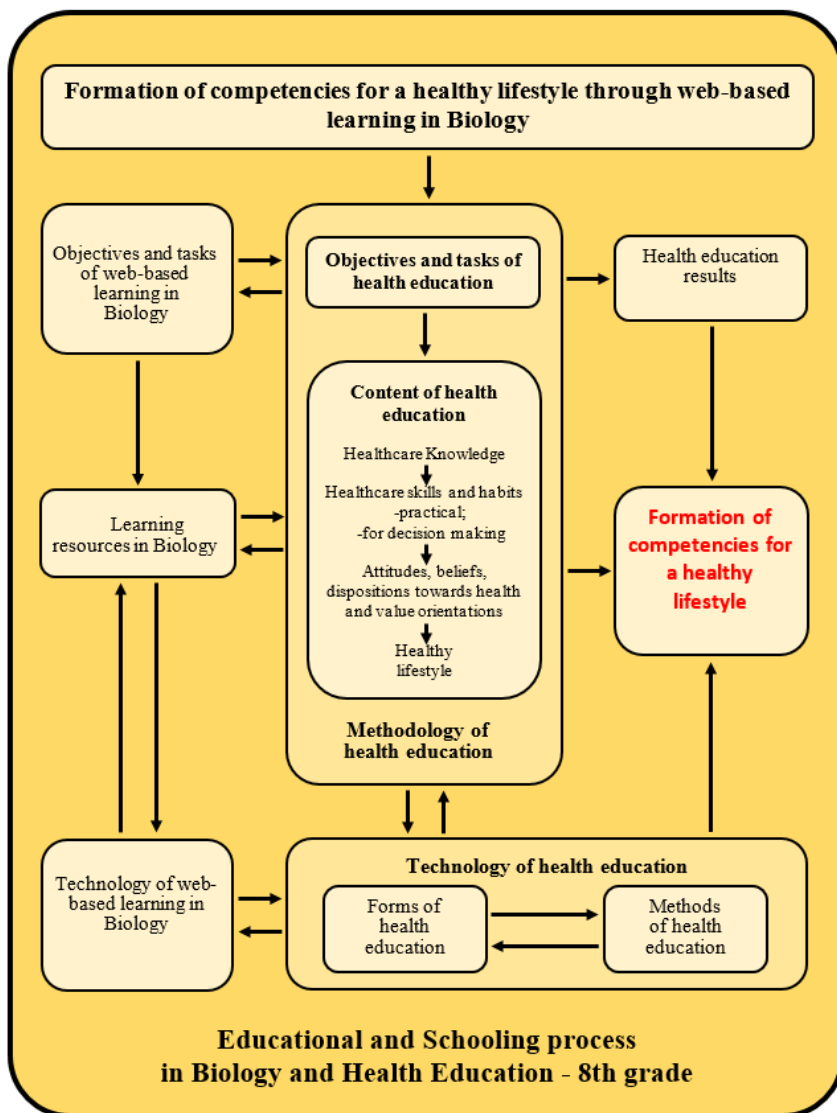 Formation of competencies for a healthy lifestyle through web-based
learning in Biology
Objectives and tasks
of web-based
learning in
Biology
Objectives and tasks of
health education
Health education
results
Content of health
education
Healthcare Knowledge
Healthcare skills and habits
-practical;
-for decision making
Attitudes, beliefs,
dispositions towards health
and value orientations
Healthy
lifestyle
Learning
resources in Biology
Formation of
competencies for
a healthy
lifestyle
Methodology of
health education
Technology of web-
based learning in
Biology
Technology of health education
Forms of
health
education
Methods
of health
education
Educational and Schooling process
in Biology and Health Education - 8th grade